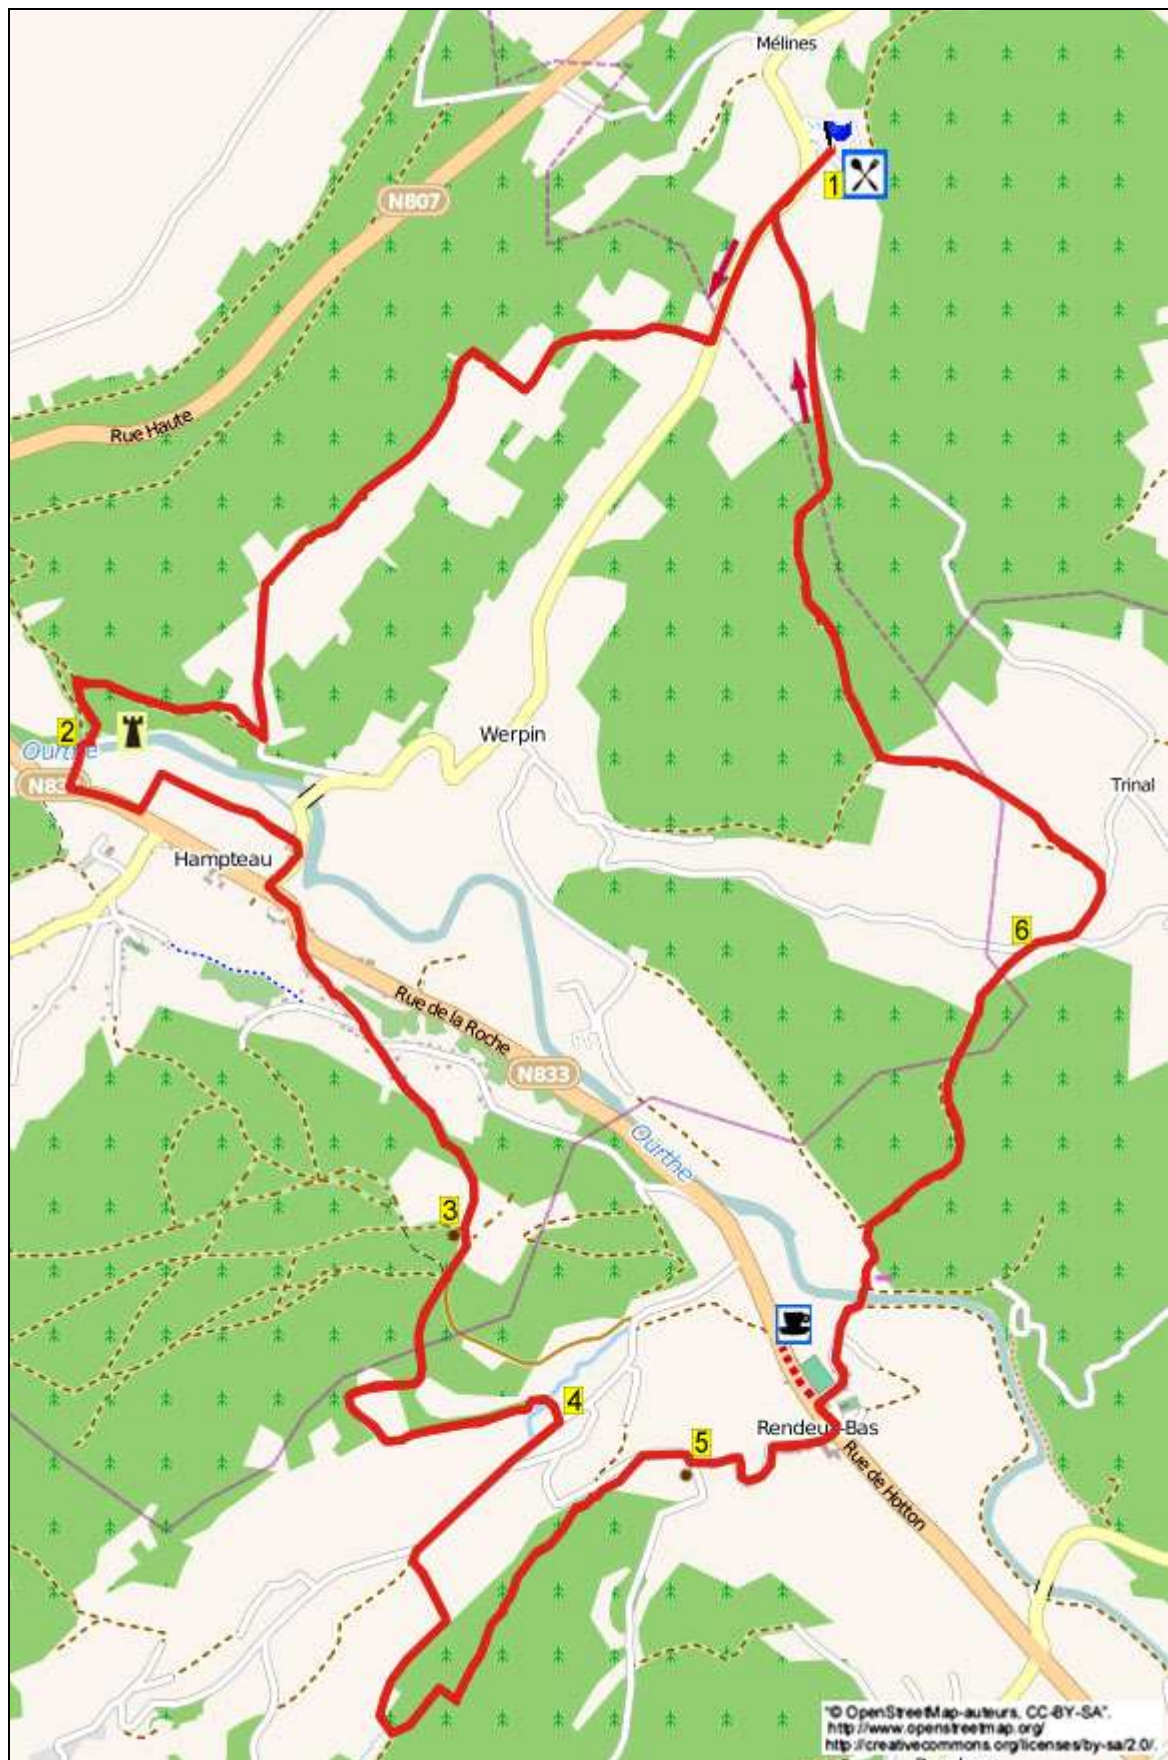 Mélines
1
N807
Rue Haute
2
Ourthe
Werpin
Trinal
Hampteau
6
Rue de la Roche
N833
Ourthe
3
4
5
Rendeux-Bas
Rue de Hotton
"© OpenStreetMap-auteurs, CC-BY-SA".
http://www.openstreetmap.org/
http://creativecommons.org/licenses/by-sa/2.0/.